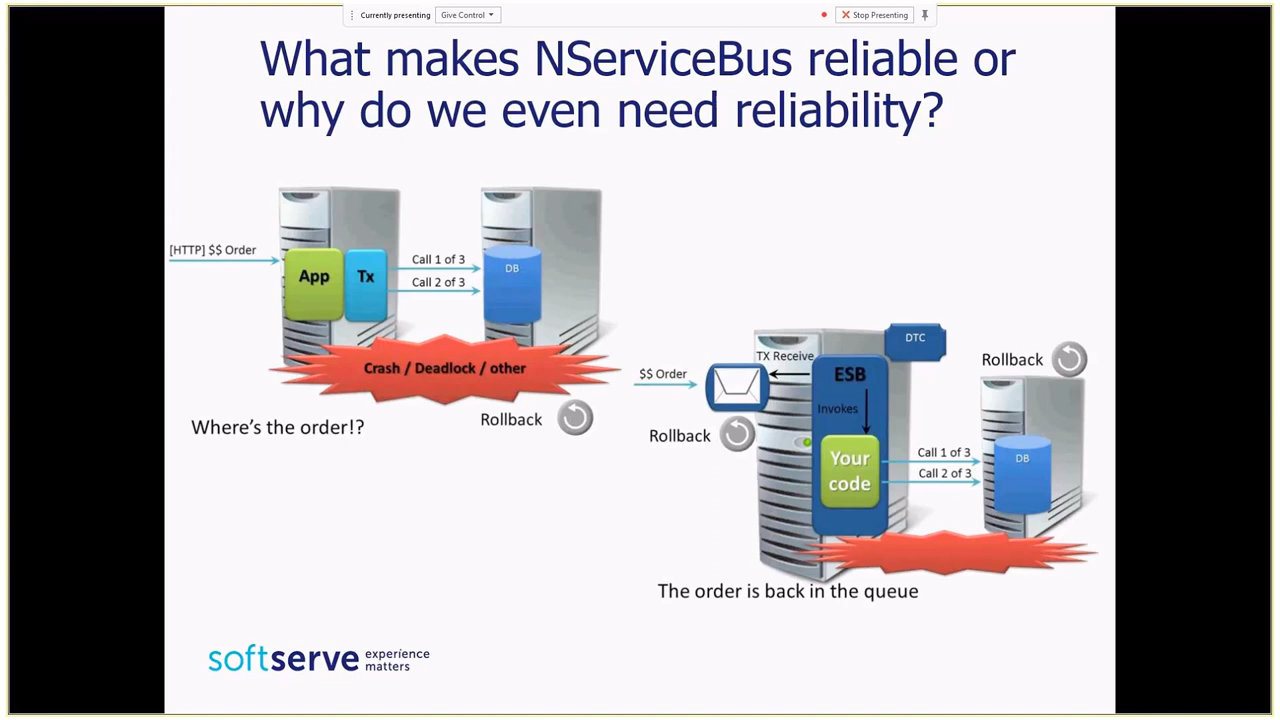 Currently presenting
Give Control
Stop Presenting
What makes NServiceBus reliable or
why do we even need reliability?
[HTTP] $$ Order
App
Tx
Call 1 of 3
Call 2 of 3
DB
Crash / Deadlock / other
Where's the order!?
Rollback
DTC
TX Receive
ESB
$$ Order
Invokes
Rollback
Rollback
Your
code
Call 1 of 3
Call 2 of 3
DB
The order is back in the queue
softserve
experience
matters